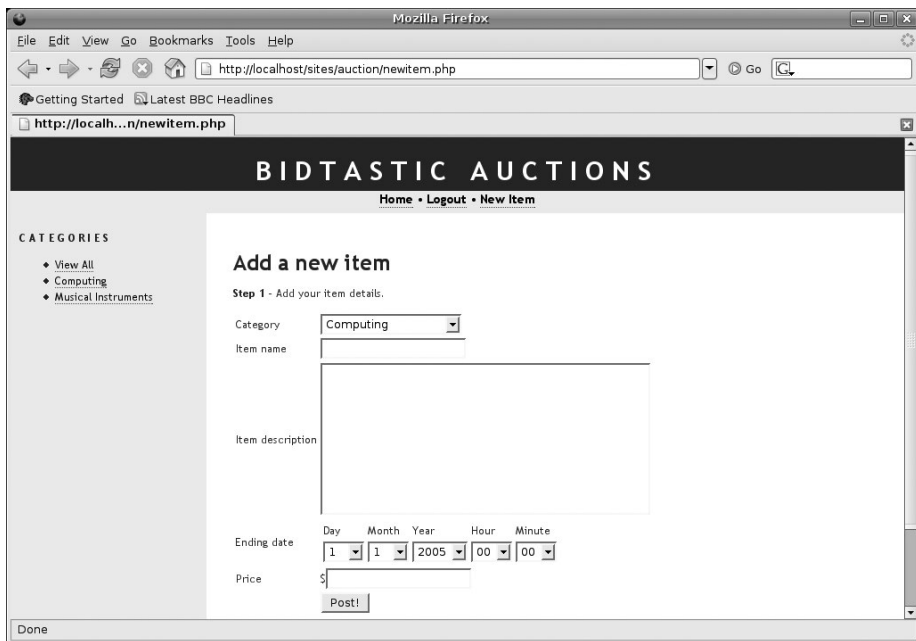 Mozilla Firefox
File Edit View Go Bookmarks Tools Help
http://localhost/sites/auction/newitem.php Go G
Getting Started Latest BBC Headlines
http://localh...n/newitem.php
BIDTASTIC AUCTIONS
Home • Logout • New Item
CATEGORIES
View All
Computing
Musical Instruments
Add a new item
Step 1 - Add your item details.
Category Computing
Item name
Item description
Day Month Year Hour Minute
Ending date
1 1 2005 00 00
Price $
Post!
Done